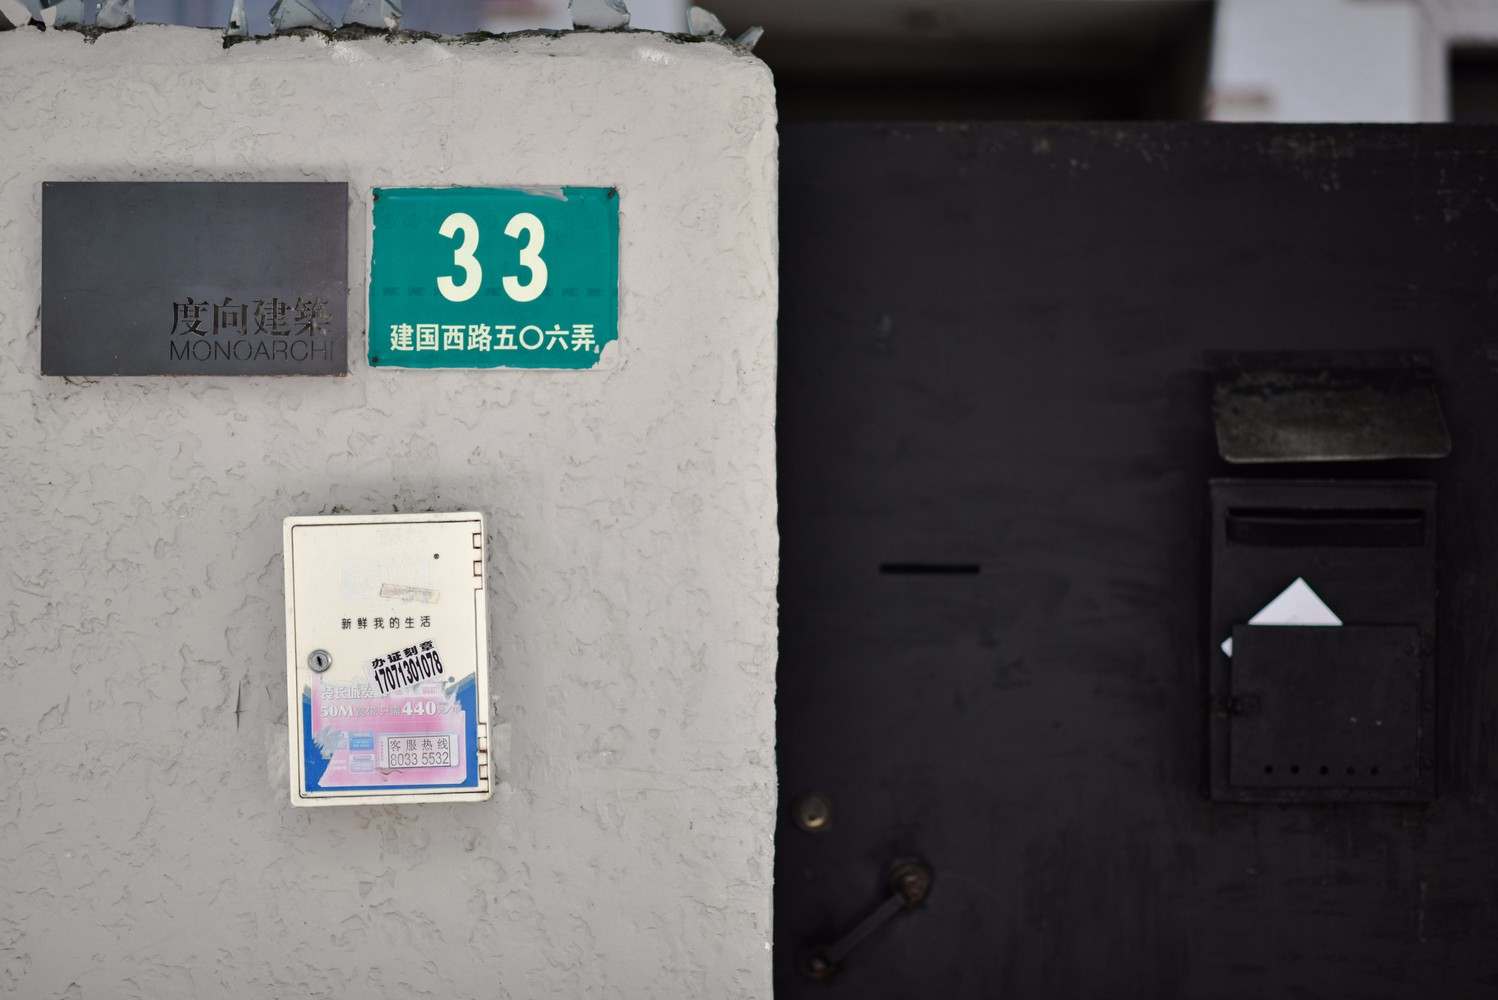 度向建築
MONOARCHI
33
建国西路五〇六弄
新鲜我的生活
办证刻章
17071301078
50M
440
客服热线
8033 5532